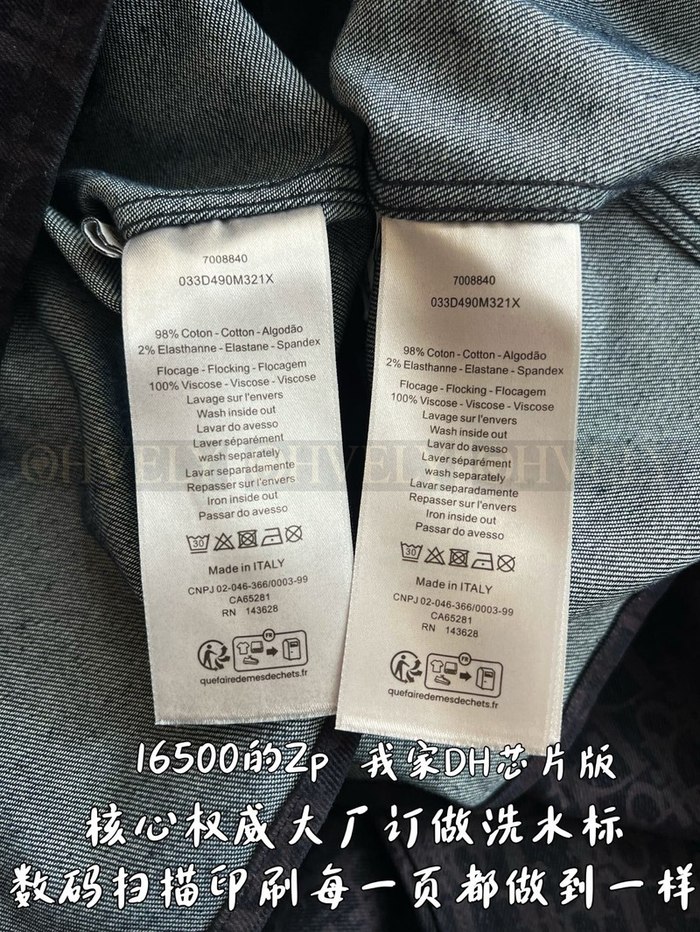 7008840
033D490M321X
98% Coton - Cotton - Algodão
2% Elasthanne - Elastane - Spandex
Flocage - Flocking - Flocagem
100% Viscose - Viscose - Viscose
Lavage sur l'envers
Wash inside out
Lavar do avesso
Laver séparément
wash separately
Lavar separadamente
Repasser sur l'envers
Iron inside out
Passar do avesso
30
Made in ITALY
CNPJ 02-046-366/0003-99
CA65281
RN 143628
FR
quefairedemesdechets.fr
7008840
033D490M321X
98% Coton - Cotton - Algodão
2% Elasthanne - Elastane - Spandex
Flocage - Flocking - Flocagem
100% Viscose - Viscose - Viscose
Lavage sur l'envers
Wash inside out
Lavar do avesso
Laver séparément
wash separately
Lavar separadamente
Repasser sur l'envers
Iron inside out
Passar do avesso
30
Made in ITALY
CNPJ 02-046-366/0003-99
CA65281
RN 143628
FR
quefairedemesdechets.fr
16500的Zp 我家DH芯片版
核心权威大厂订做洗水标
数码扫描印刷每一页都做到一样